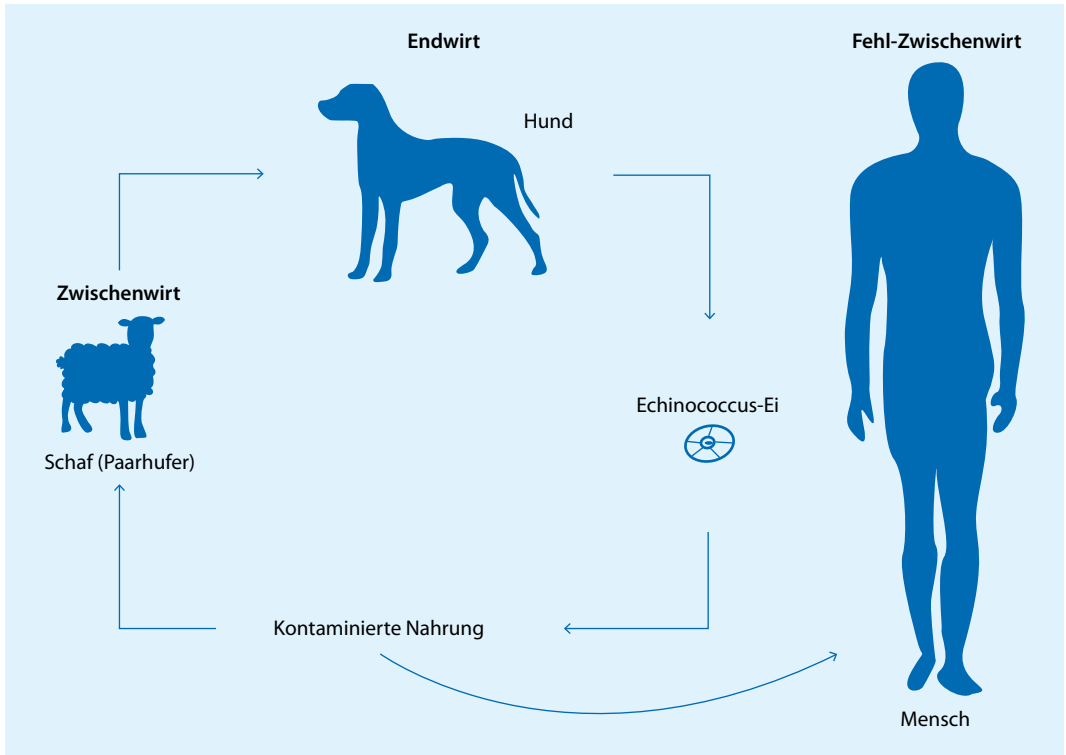 Endwirt
Fehl-Zwischenwirt
Hund
Zwischenwirt
Echinococcus-Ei
Schaf (Paarhufer)
Kontaminierte Nahrung
Mensch